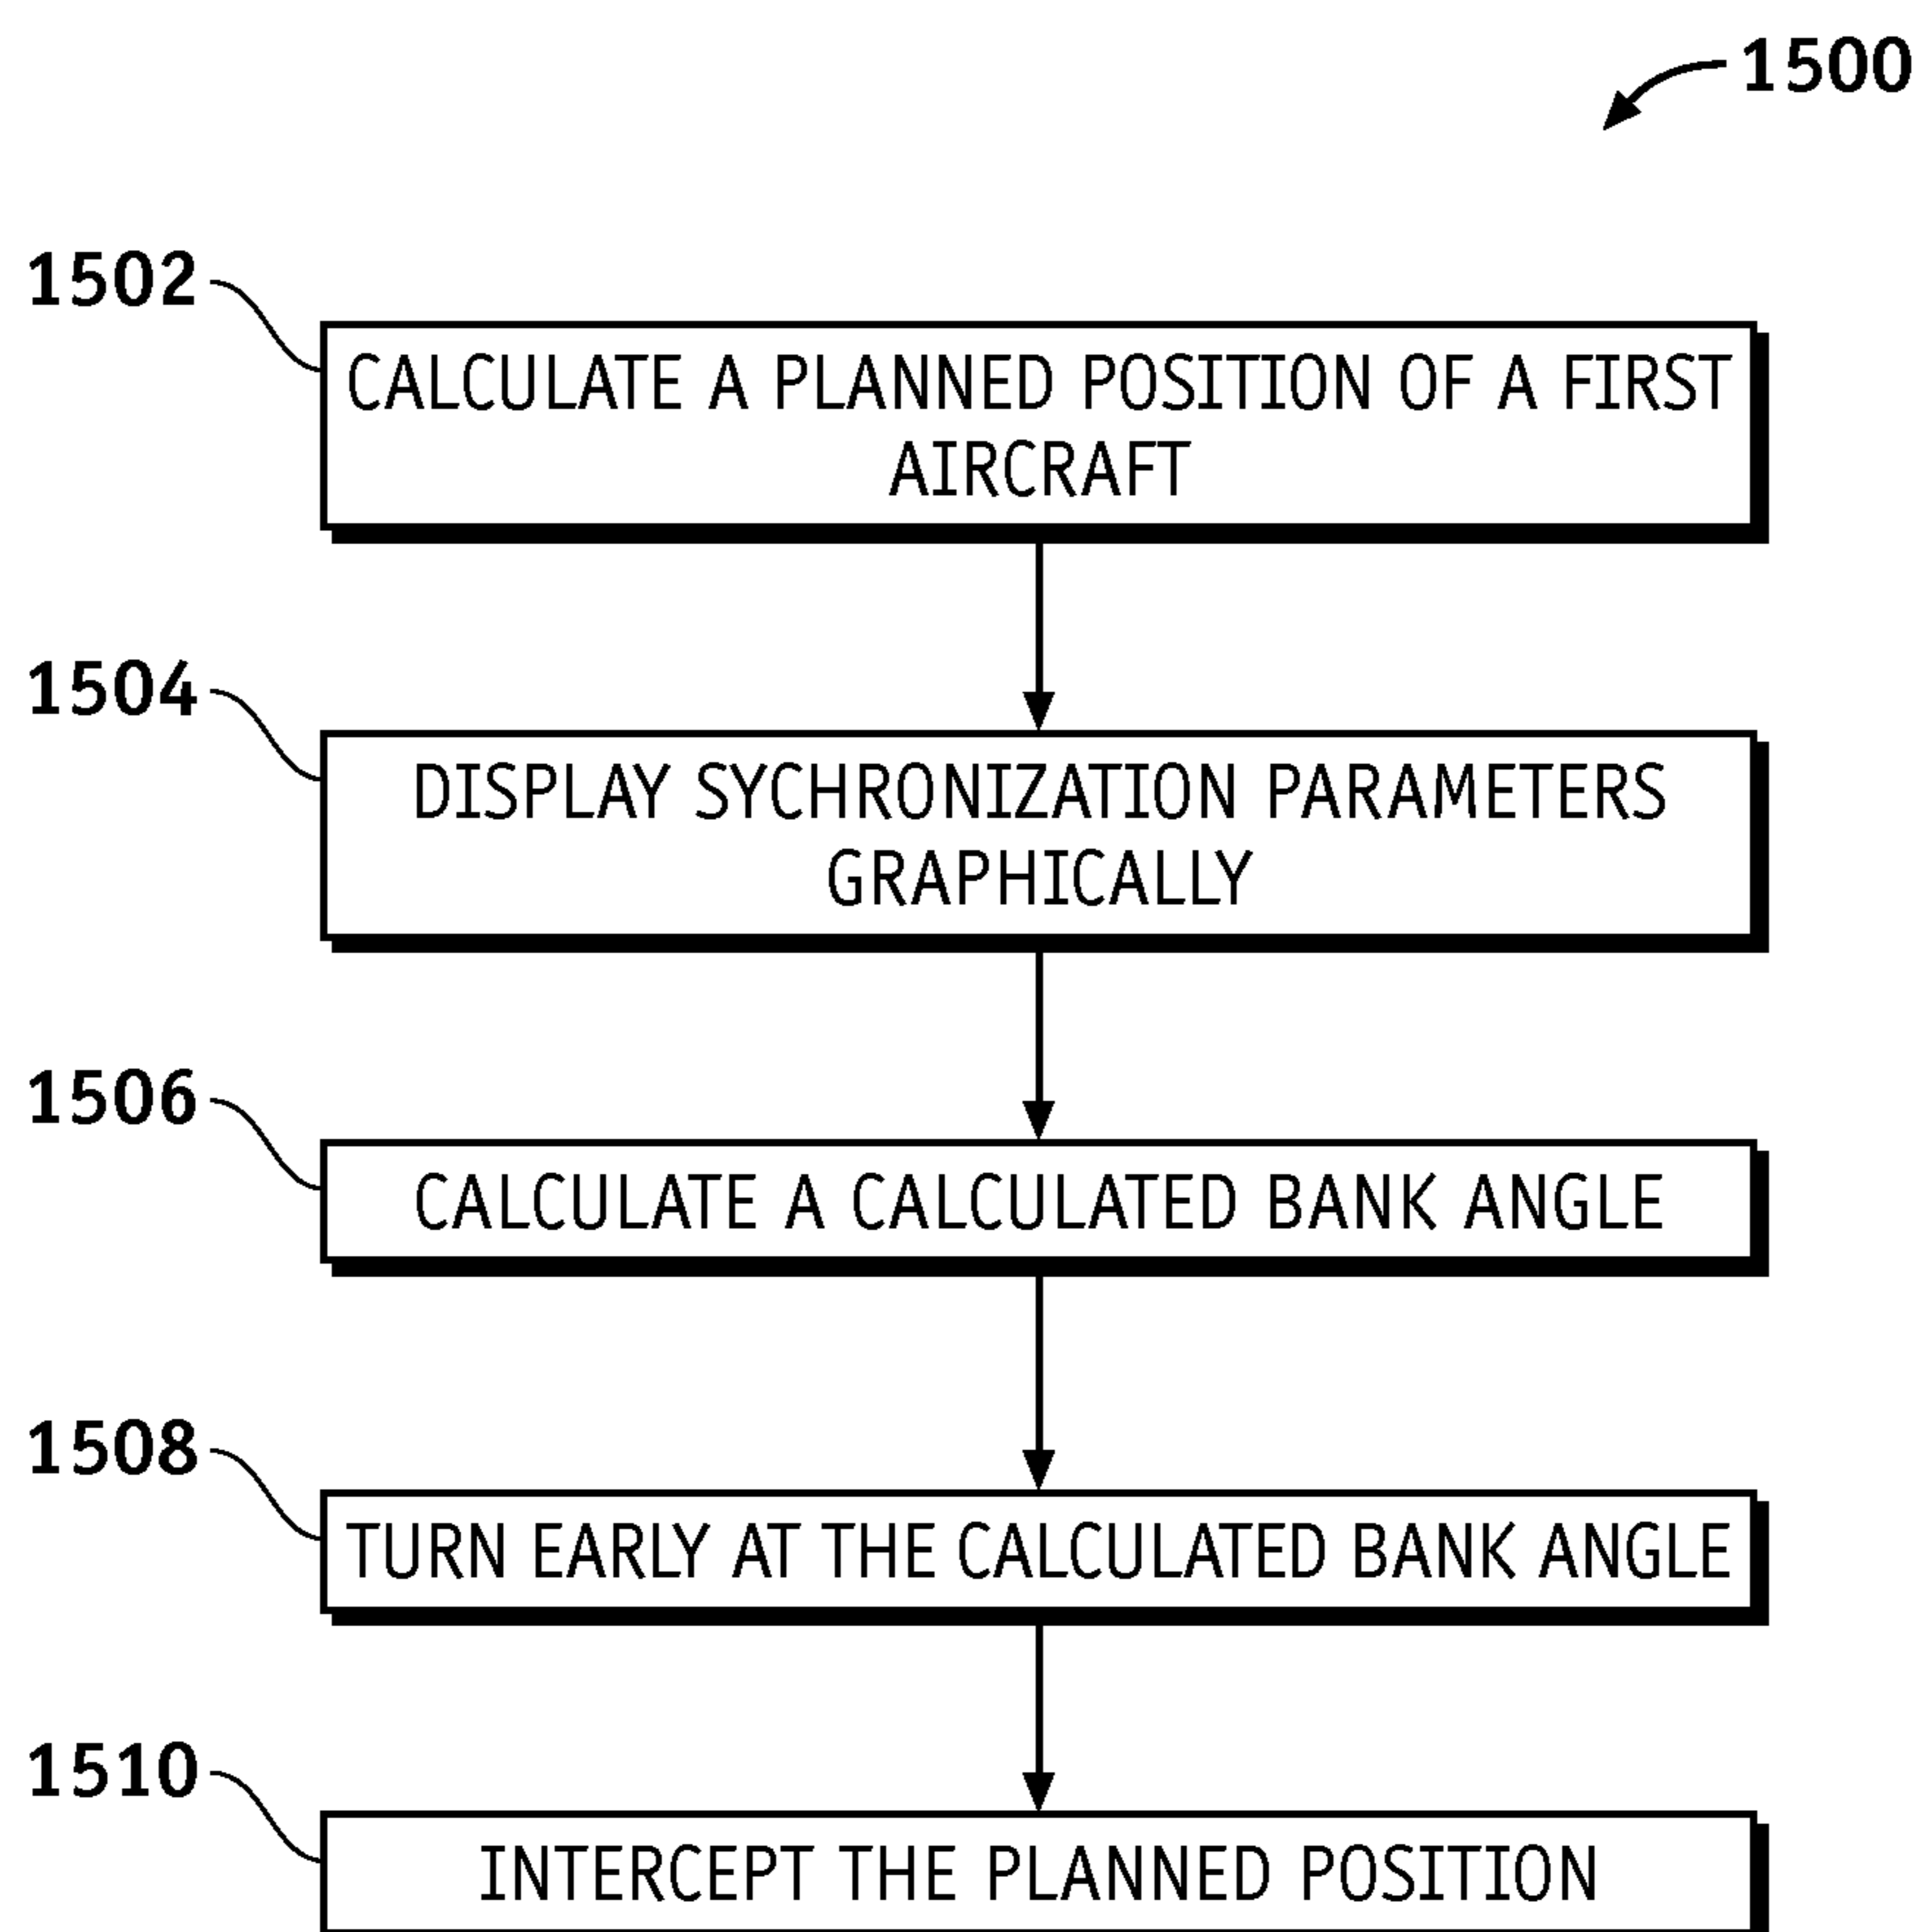 1500
1502
CALCULATE A PLANNED POSITION OF A FIRST
AIRCRAFT
1504
DISPLAY SYCHRONIZATION PARAMETERS
GRAPHICALLY
1506
CALCULATE A CALCULATED BANK ANGLE
1508
TURN EARLY AT THE CALCULATED BANK ANGLE
1510
INTERCEPT THE PLANNED POSITION